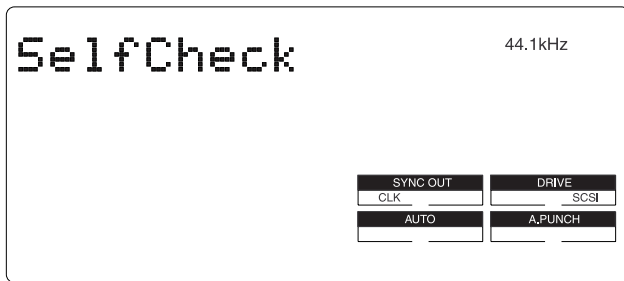 SelfCheck
44.1kHz
SYNC OUT DRIVE
CLK SCSI
AUTO A.PUNCH